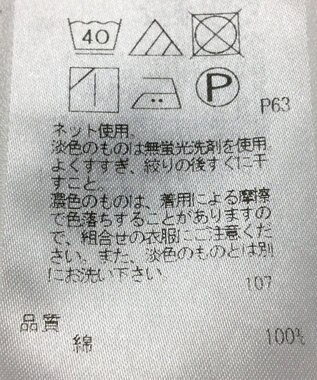 40
P
P63
ネット使用。
淡色のものは無蛍光洗剤を使用。
よくすすぎ、絞りの後すぐに干
すこと。
濃色のものは、着用による摩擦
で色落ちすることがありますの
で、組合せの衣服にご注意くだ
さい。また、淡色のものとは別
にお洗い下さい
107
品質
綿 100%